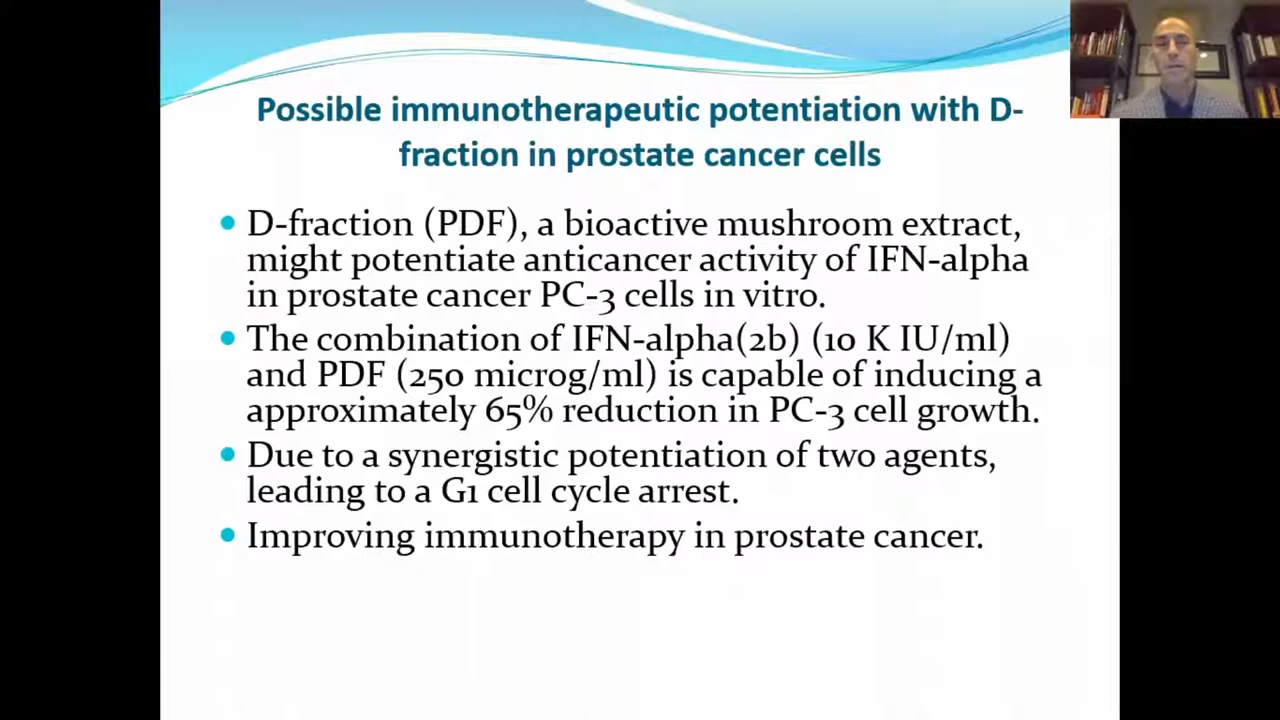 Possible immunotherapeutic potentiation with D-
fraction in prostate cancer cells
• D-fraction (PDF), a bioactive mushroom extract,
might potentiate anticancer activity of IFN-alpha
in prostate cancer PC-3 cells in vitro.
• The combination of IFN-alpha(2b) (10 K IU/ml)
and PDF (250 microg/ml) is capable of inducing a
approximately 65% reduction in PC-3 cell growth.
• Due to a synergistic potentiation of two agents,
leading to a G1 cell cycle arrest.
• Improving immunotherapy in prostate cancer.